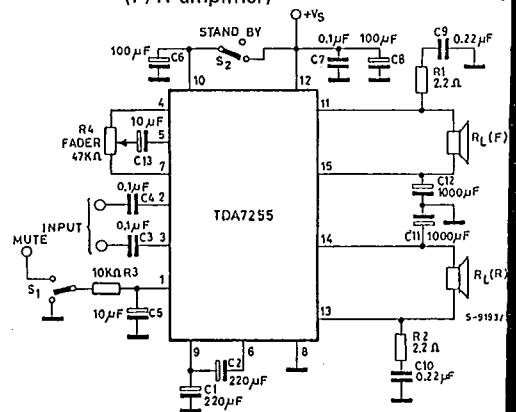 STAND BY
+Vs
100µF
C6
S2
0,1µF
C7
100µF
C8
C9
0.22µF
R1
2.2Ω
10
12
4
11
R4
FADER
47KΩ
10µF
5
C13
7
RL(F)
15
0,1µF
C4
2
C12
1000µF
INPUT
TDA7255
MUTE
0,1µF
C3
3
14
C11
1000µF
S1
10KΩ
R3
1
RL(R)
10µF
C5
13
9
6
8
C2
220µF
C1
220µF
R2
2.2Ω
C10
0.22µF